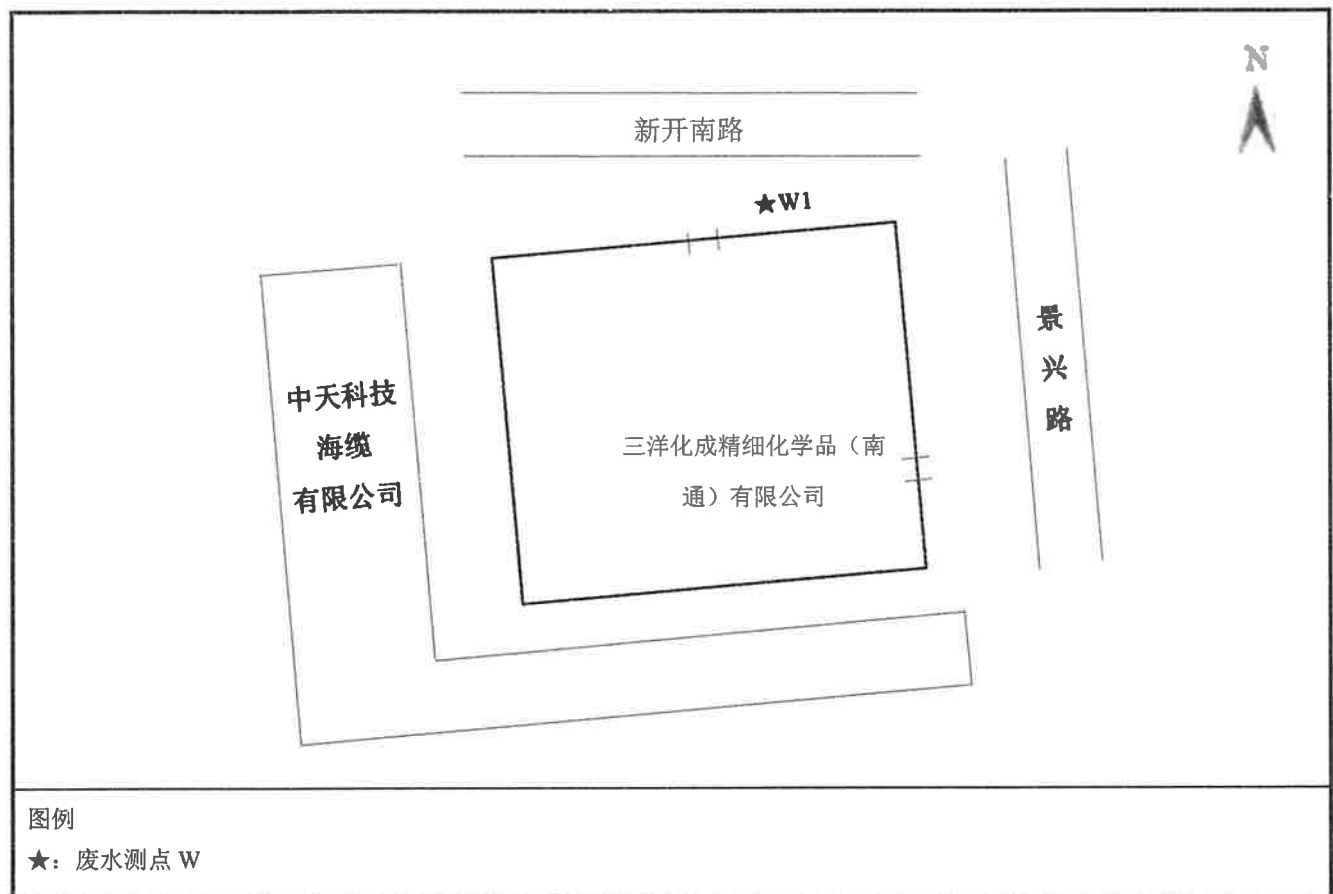 N
新开南路
★W1
景
兴
路
中天科技
海缆
有限公司
三洋化成精细化学品（南
通）有限公司
图例
★：废水测点 W